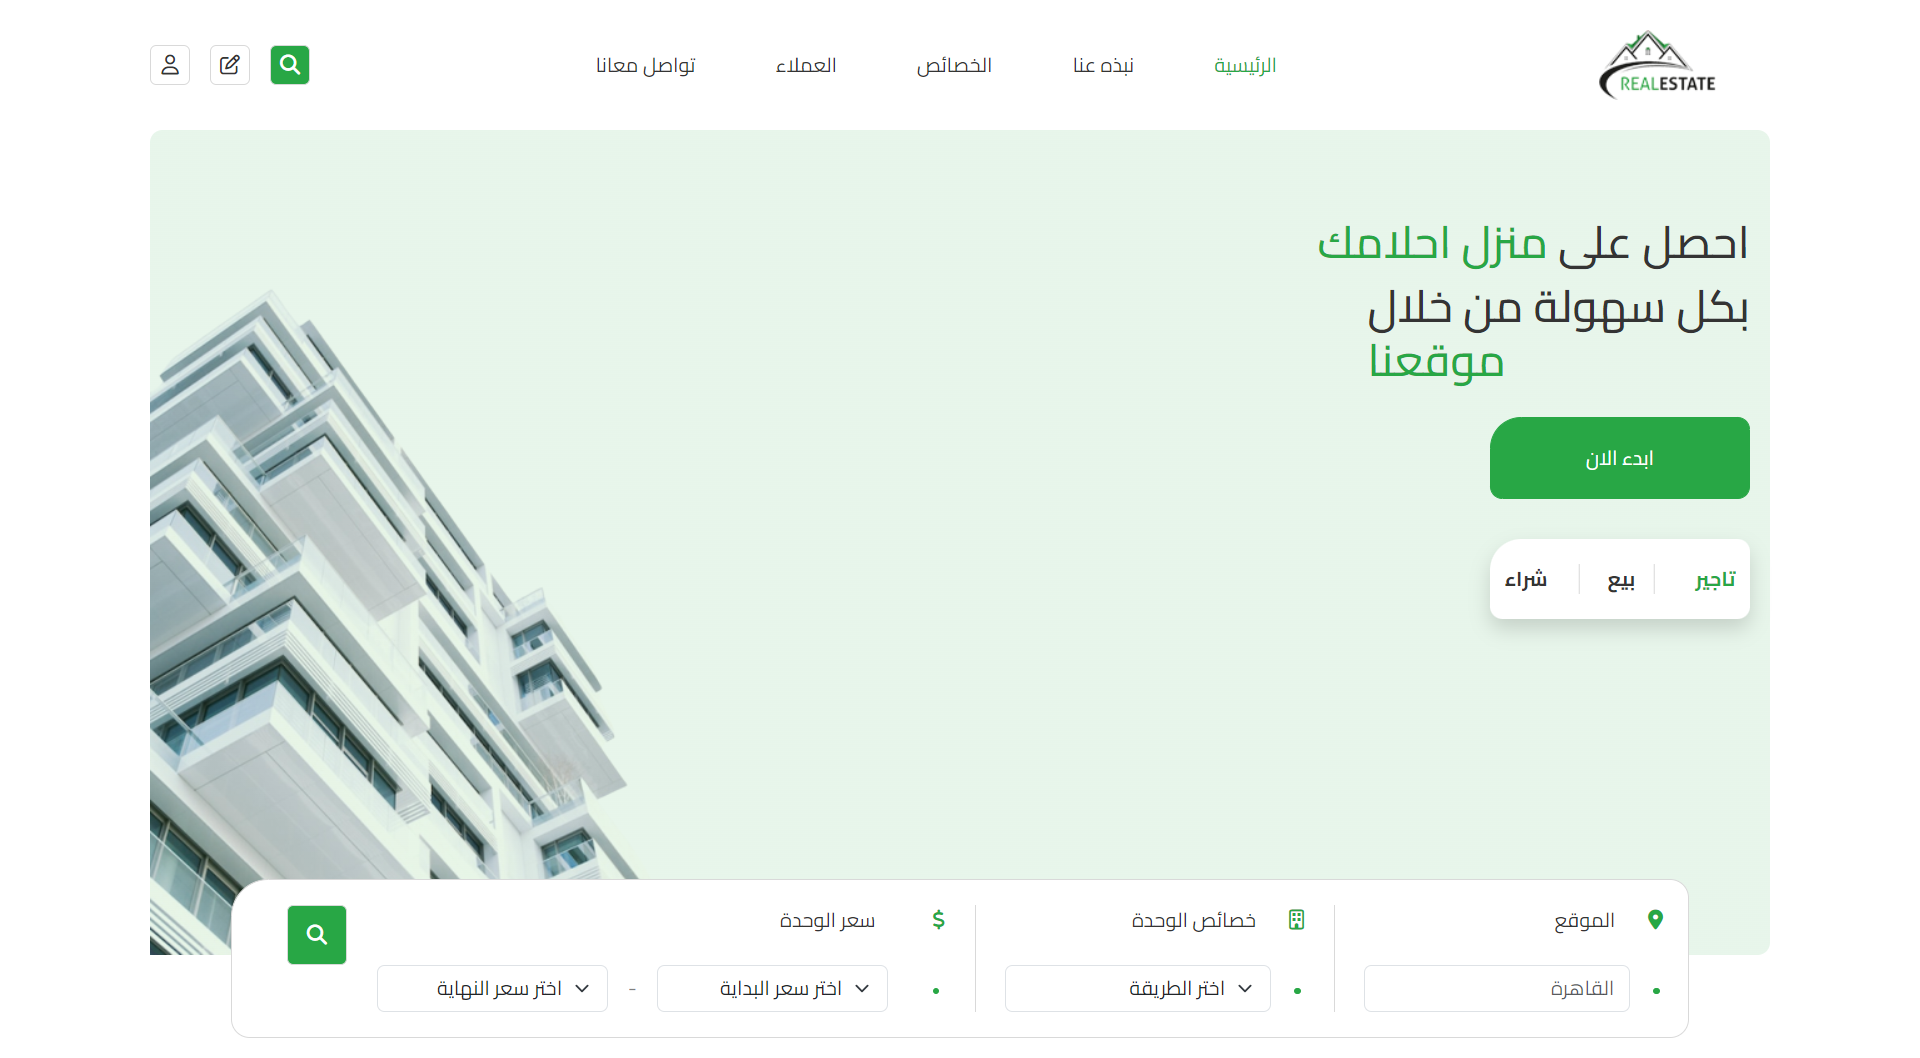 REALESTATE
الرئيسية
نبذه عنا
الخصائص
العملاء
تواصل معانا
احصل على منزل احلامك
بكل سهولة من خلال
موقعنا
ابدء الان
تاجير
بيع
شراء
الموقع
القاهرة
خصائص الوحدة
اختر الطريقة
سعر الوحدة
اختر سعر البداية - اختر سعر النهاية